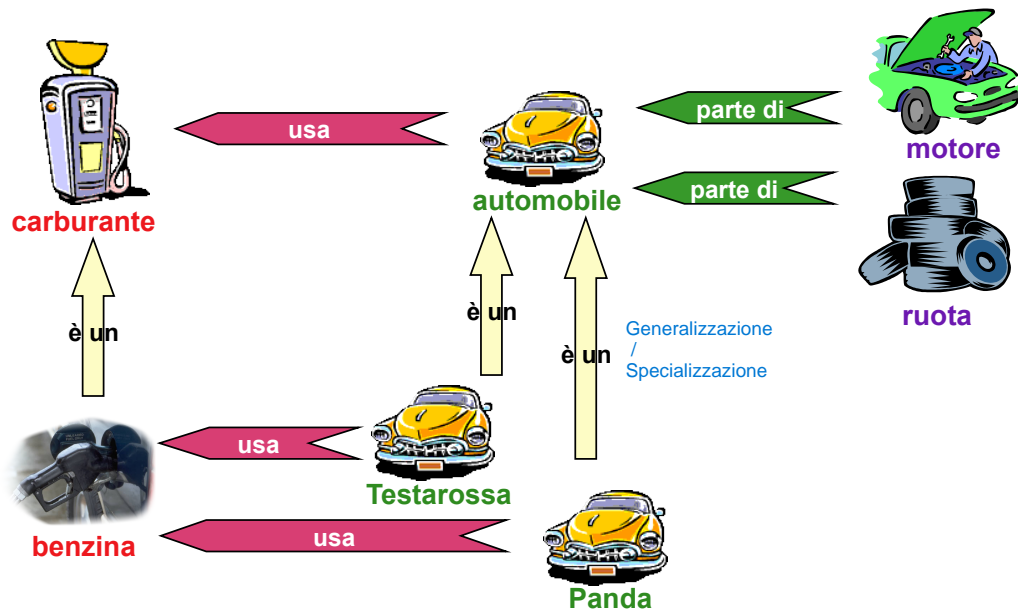 parte di
usa
motore
parte di
automobile
carburante
ruota
è un
è un
è un
Generalizzazione
/
Specializzazione
usa
Testarossa
usa
benzina
Panda